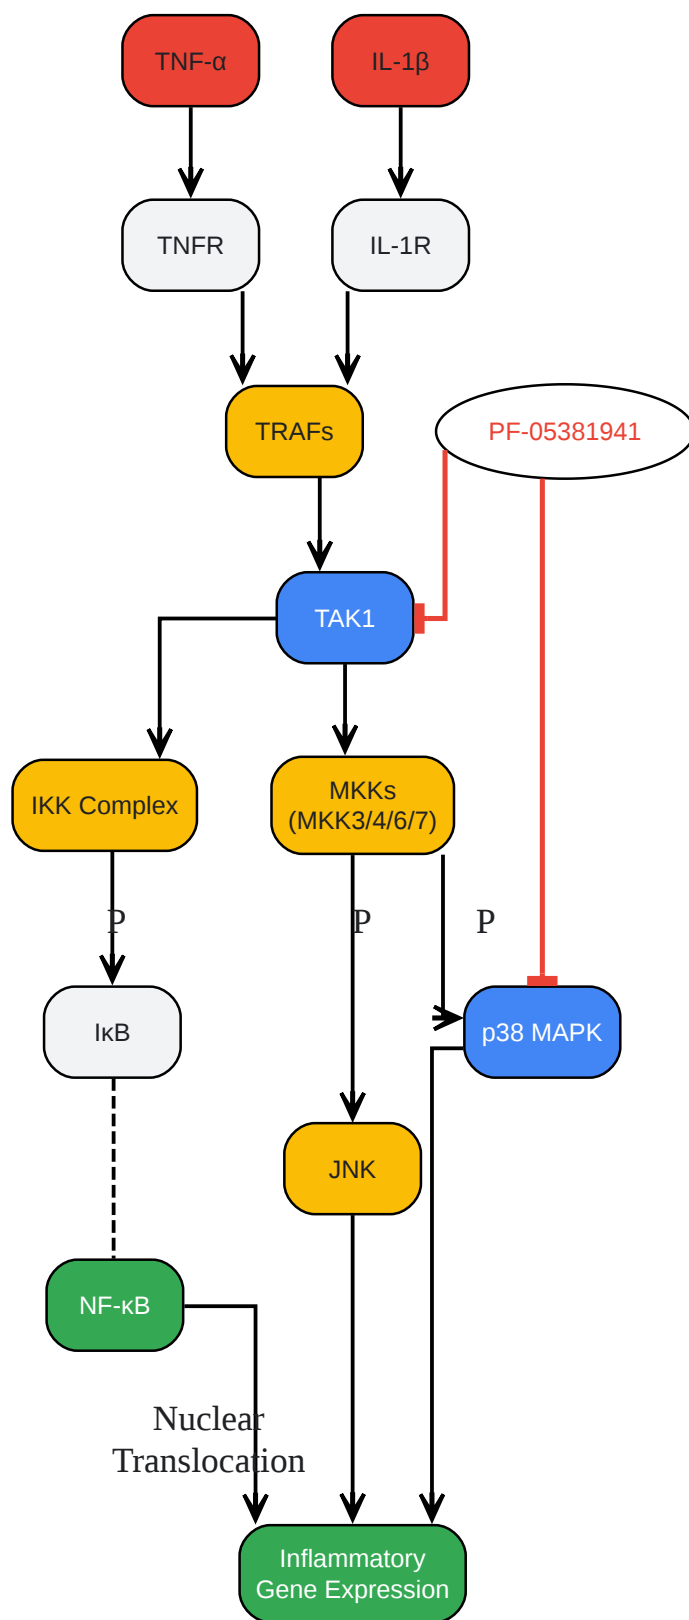 TNF-α
IL-1β
TNFR
IL-1R
TRAFs
PF-05381941
TAK1
IKK Complex
MKKs
(MKK3/4/6/7)
P
P
P
IκB
p38 MAPK
JNK
NF-κB
Nuclear
Translocation
Inflammatory
Gene Expression